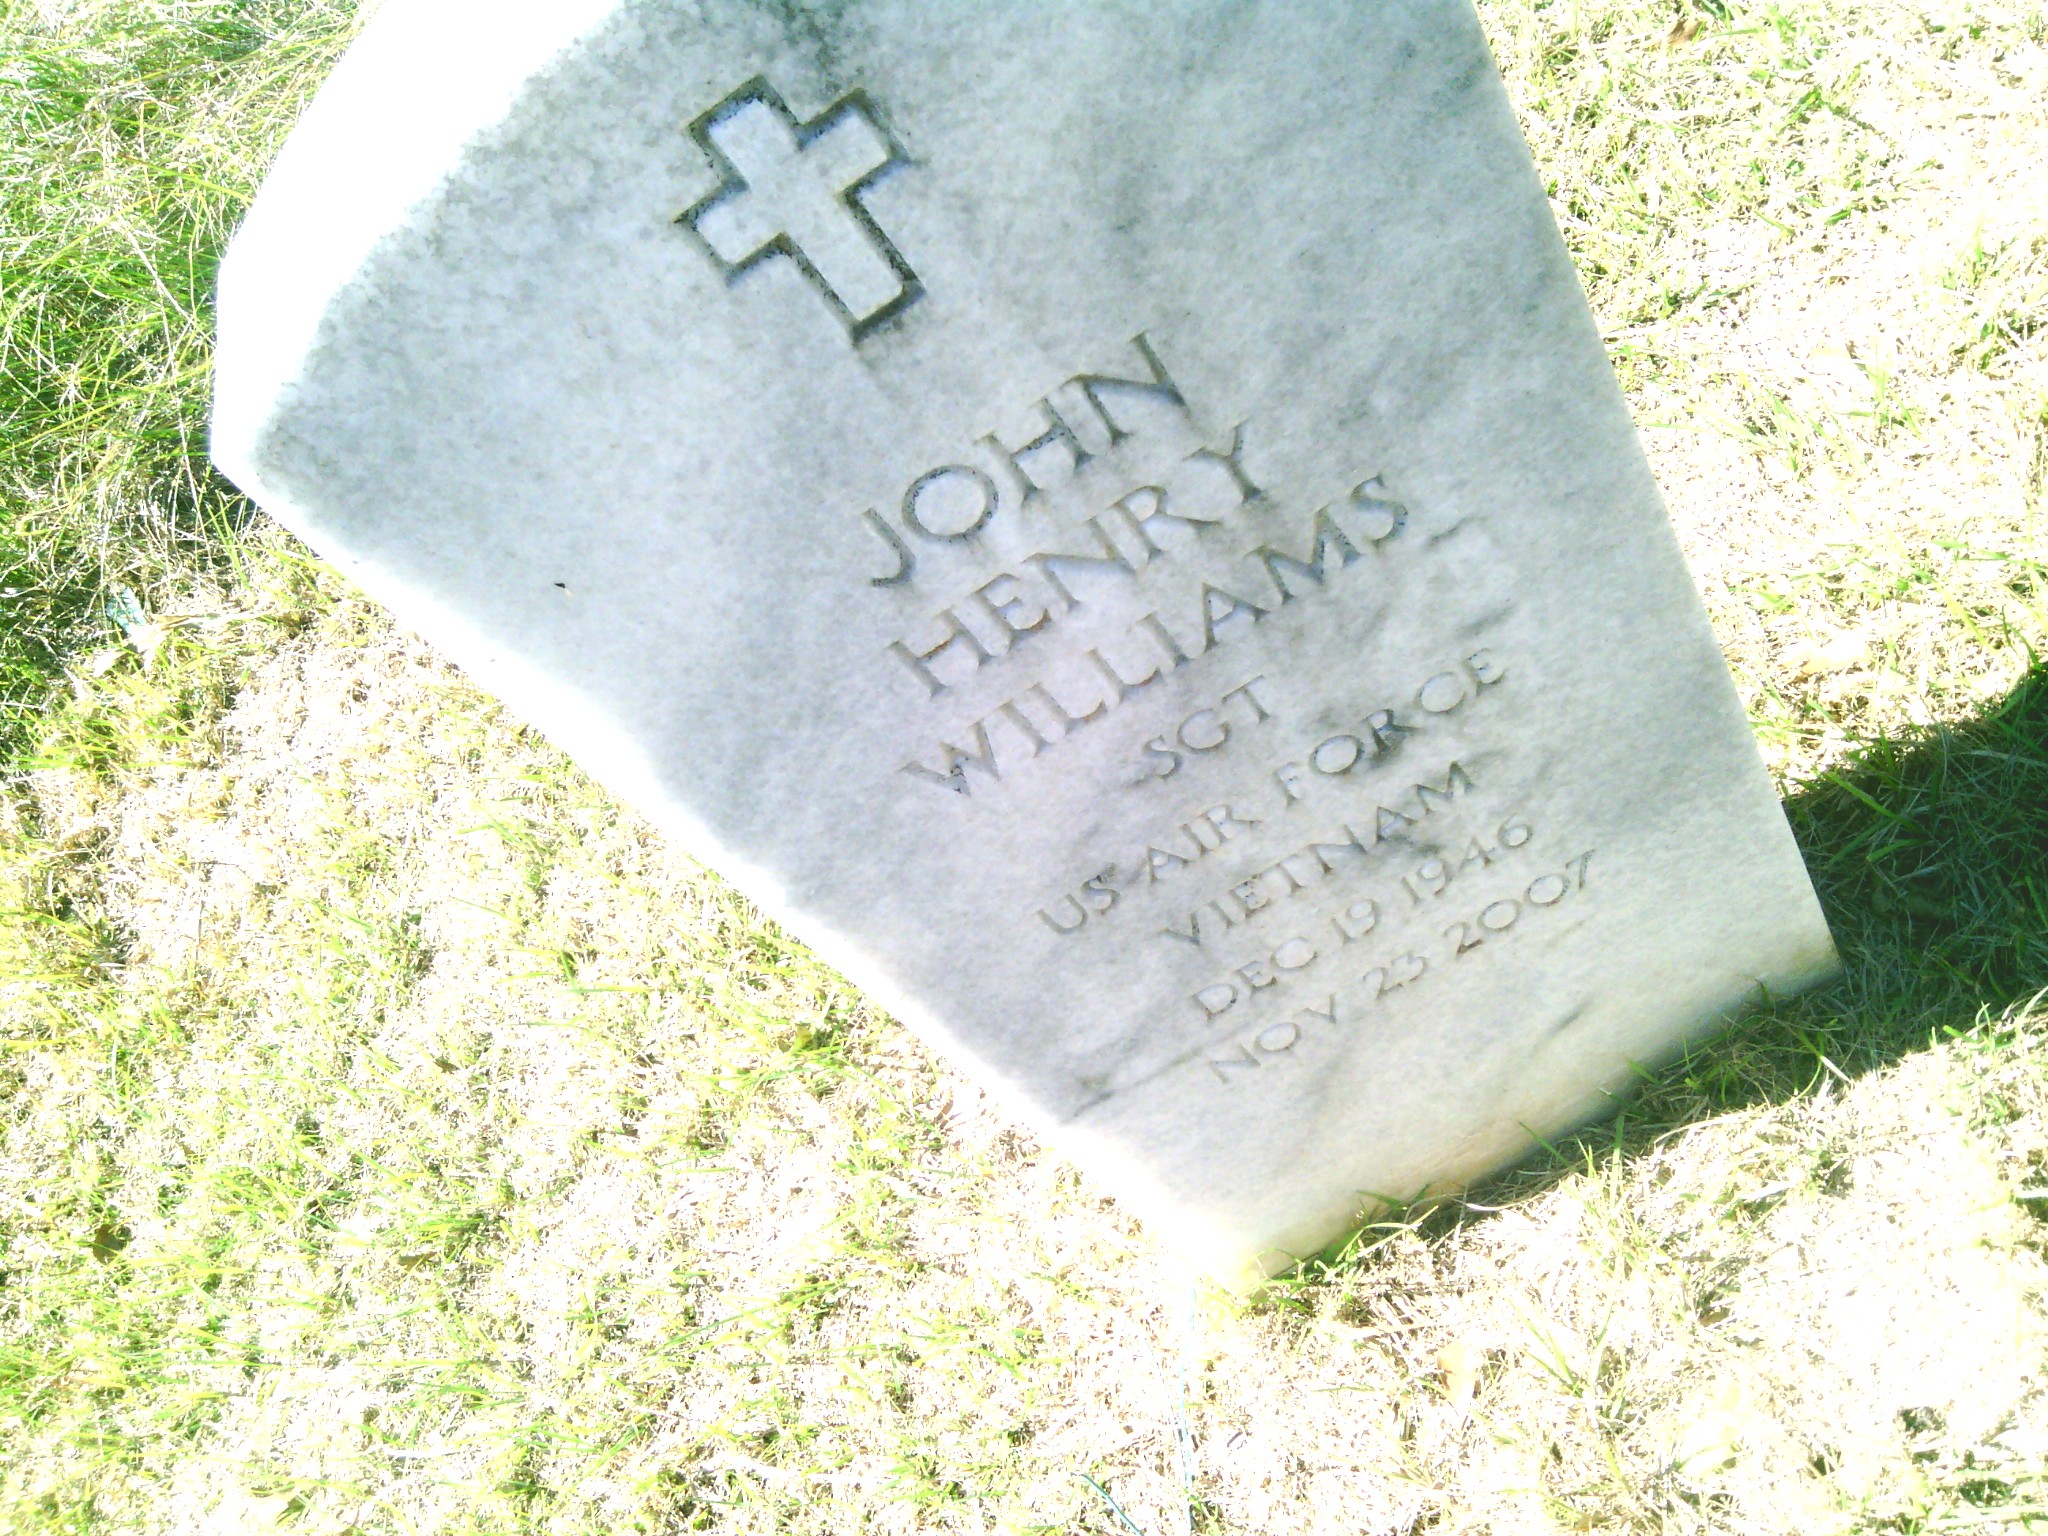 JOHN
HENRY
WILLIAMS
SGT
US AIR FORCE
VIETNAM
DEC 19 1946
NOV 23 2007